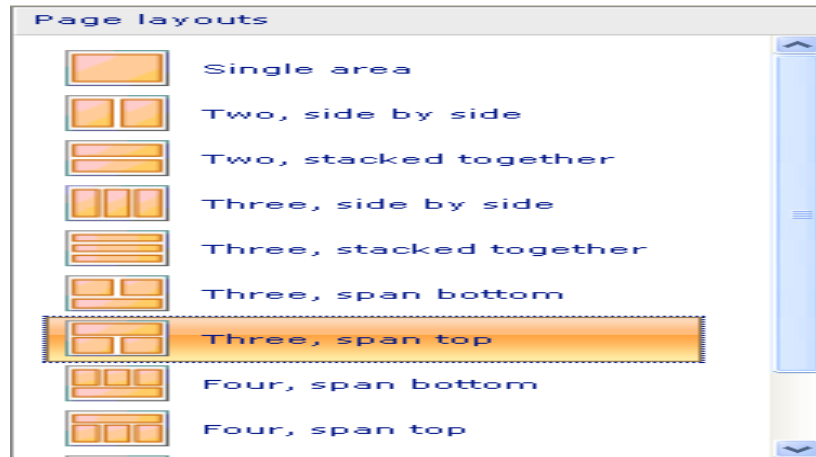 Page layouts
Single area
Two, side by side
Two, stacked together
Three, side by side
Three, stacked together
Three, span bottom
Three, span top
Four, span bottom
Four, span top